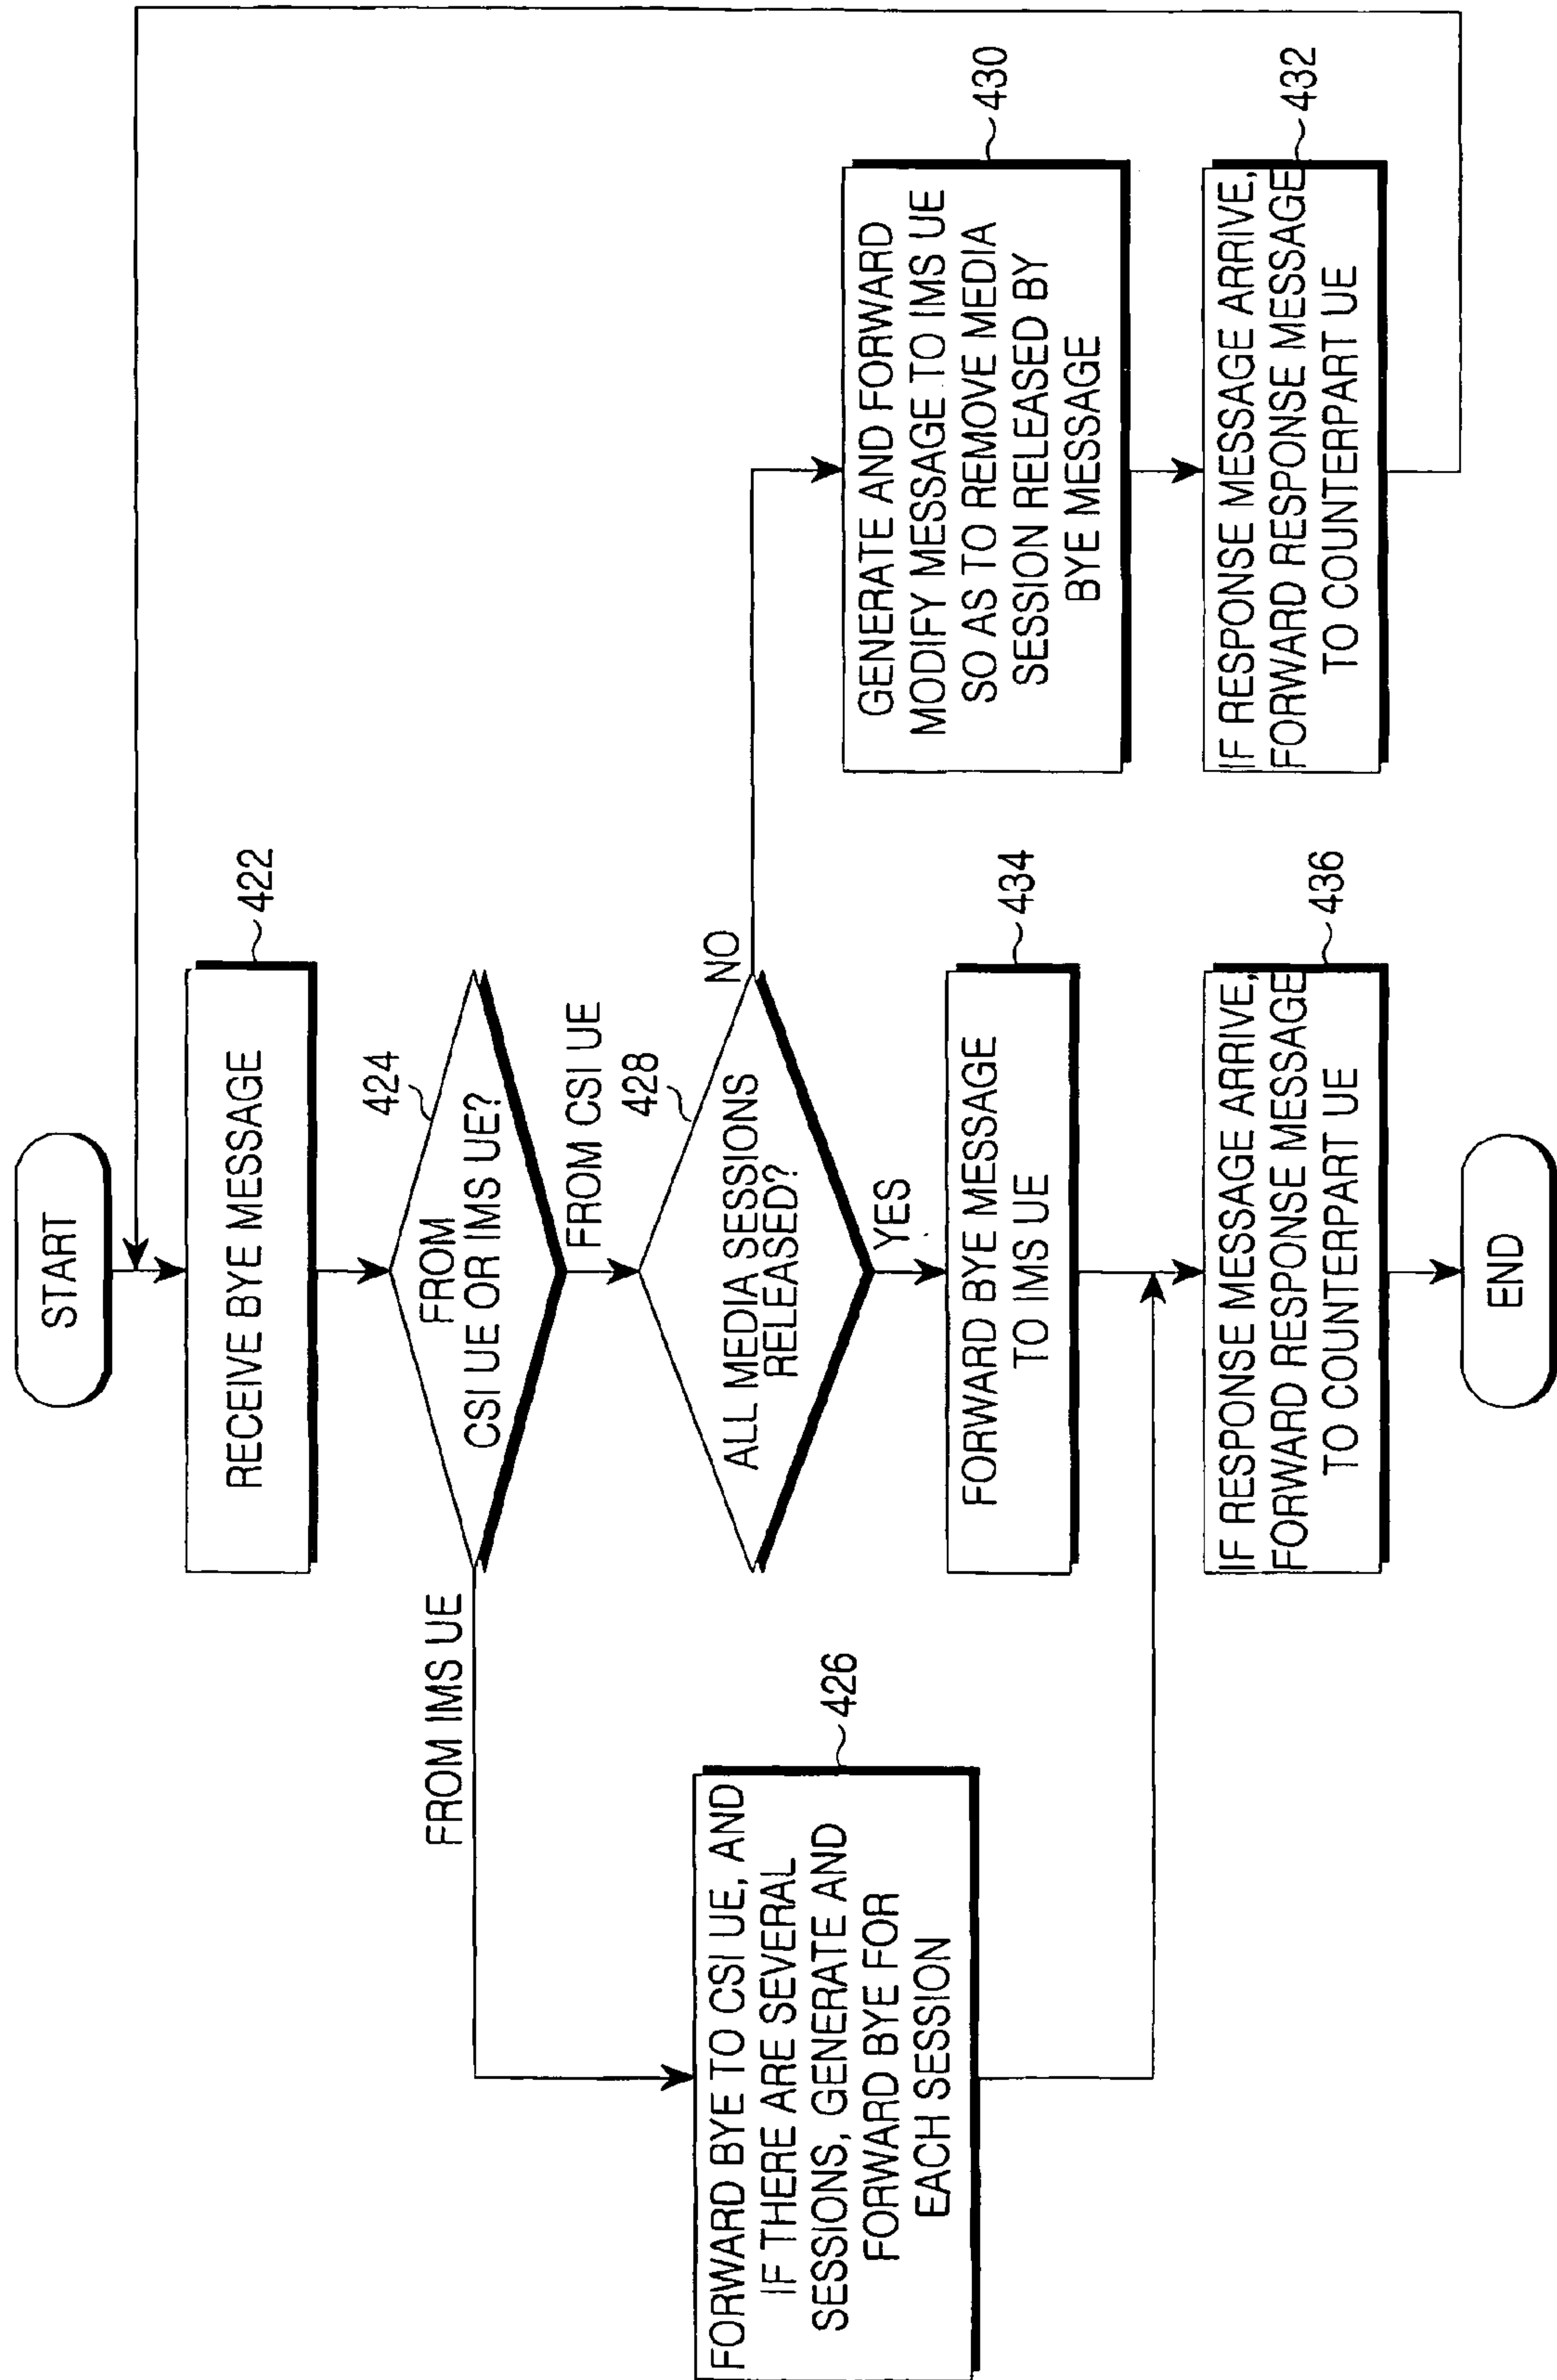 START
RECEIVE BYE MESSAGE
422
424
FROM
CSI UE OR IMS UE?
FROM IMS UE
FROM CSI UE
428
ALL MEDIA SESSIONS
RELEASED?
NO
YES
FORWARD BYE TO CSI UE, AND
IF THERE ARE SEVERAL
SESSIONS, GENERATE AND
FORWARD BYE FOR
EACH SESSION
426
FORWARD BYE MESSAGE
TO IMS UE
434
GENERATE AND FORWARD
MODIFY MESSAGE TO IMS UE
SO AS TO REMOVE MEDIA
SESSION RELEASED BY
BYE MESSAGE
430
IF RESPONSE MESSAGE ARRIVE,
FORWARD RESPONSE MESSAGE
TO COUNTERPART UE
436
IF RESPONSE MESSAGE ARRIVE,
FORWARD RESPONSE MESSAGE
TO COUNTERPART UE
432
END